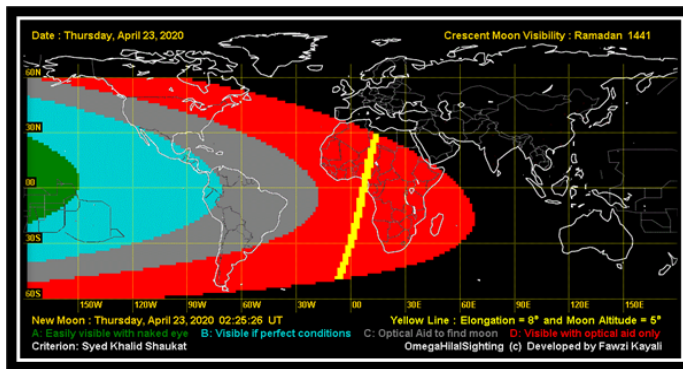 Date : Thursday, April 23, 2020 Crescent Moon Visibility : Ramadan 1441
60N
30N
00
30S
60S
150W 120W 90W 60W 30W 00 30E 60E 90E 120E 150E
New Moon : Thursday, April 23, 2020 02:25:26 UT Yellow Line : Elongation = 8° and Moon Altitude = 5°
A: Easily visible with naked eye B: Visible if perfect conditions C: Optical Aid to find moon D: Visible with optical aid only
Criterion: Syed Khalid Shaukat OmegaHilalSighting (c) Developed by Fawzi Kayali